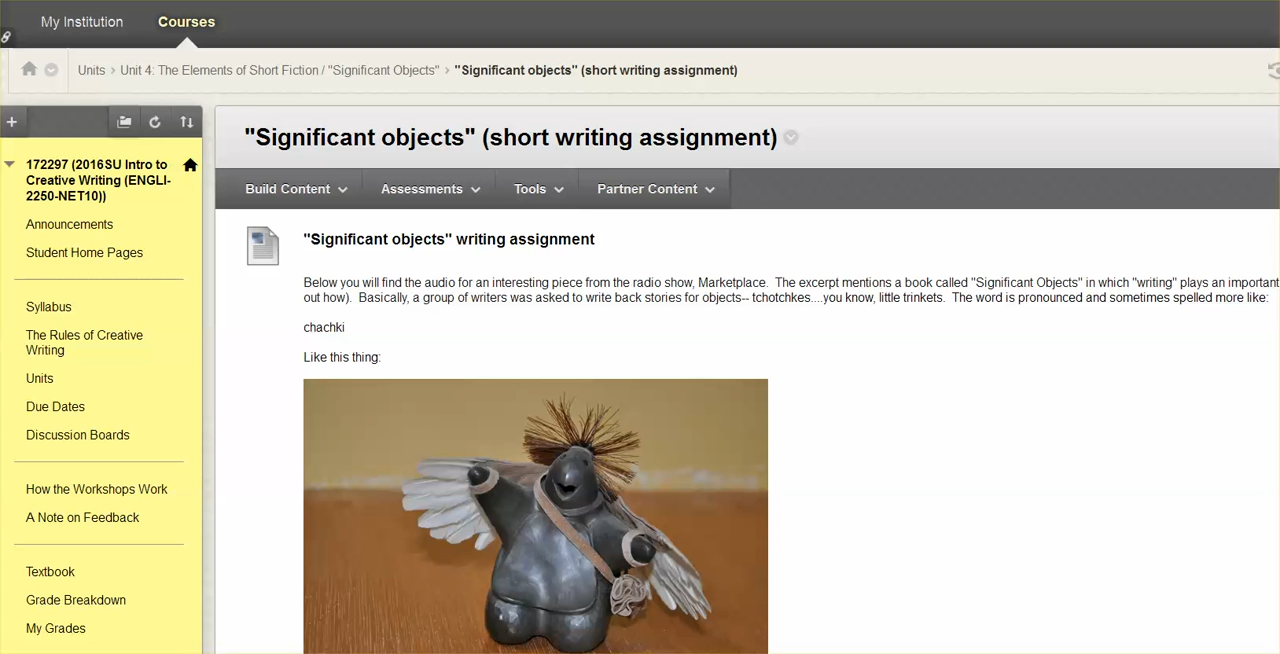 My Institution Courses
Units > Unit 4: The Elements of Short Fiction / "Significant Objects" > "Significant objects" (short writing assignment)
"Significant objects" (short writing assignment)
172297 (2016SU Intro to
Creative Writing (ENGLI-
2250-NET10))
Announcements
Student Home Pages
Syllabus
The Rules of Creative
Writing
Units
Due Dates
Discussion Boards
How the Workshops Work
A Note on Feedback
Textbook
Grade Breakdown
My Grades
Build Content Assessments Tools Partner Content
"Significant objects" writing assignment
Below you will find the audio for an interesting piece from the radio show, Marketplace. The excerpt mentions a book called "Significant Objects" in which "writing" plays an important
out how). Basically, a group of writers was asked to write back stories for objects-- tchotchkes....you know, little trinkets. The word is pronounced and sometimes spelled more like:
chachki
Like this thing: